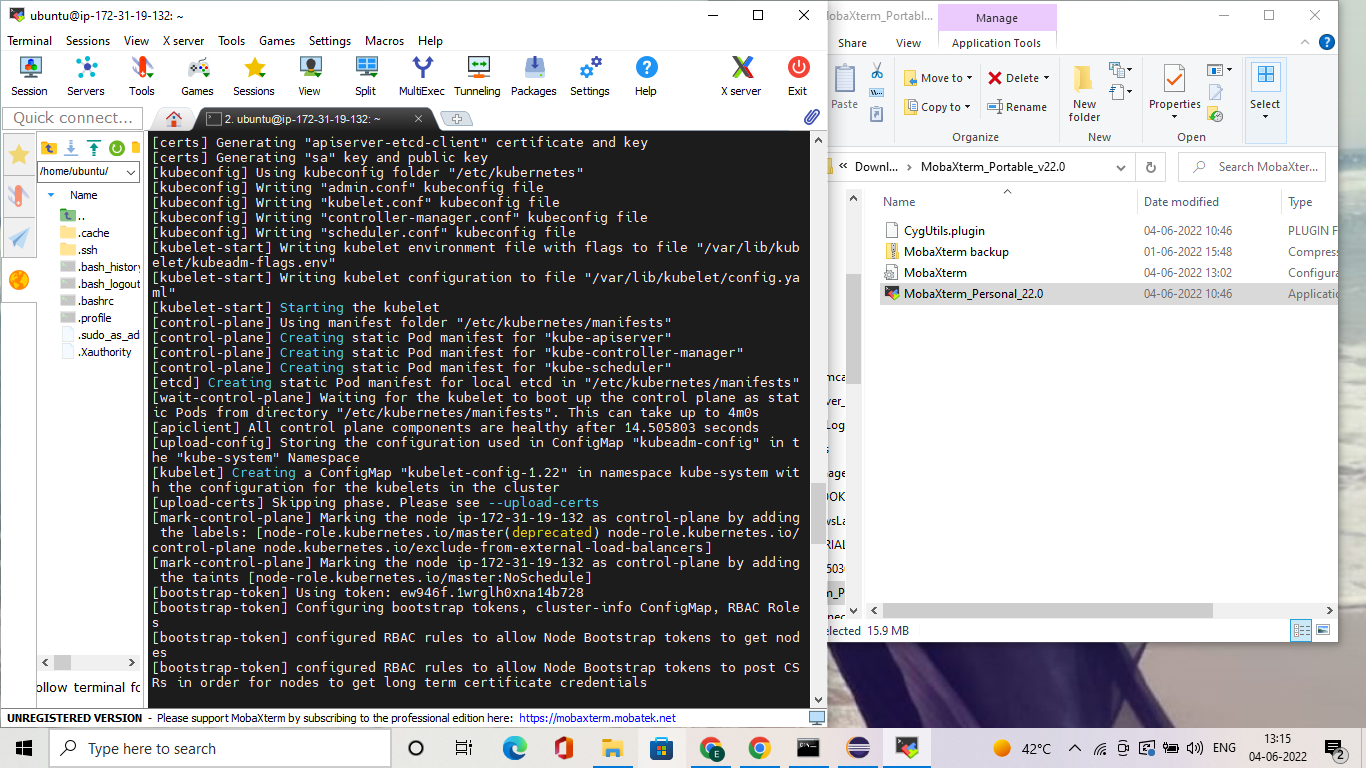 ubuntu@ip-172-31-19-132: ~
Terminal Sessions View X server Tools Games Settings Macros Help
Session Servers Tools Games Sessions View Split MultiExec Tunneling Packages Settings Help X server Exit
Quick connect...
2. ubuntu@ip-172-31-19-132: ~
/home/ubuntu/
Name
..
.cache
.ssh
.bash_history
.bash_logout
.bashrc
.profile
.sudo_as_ad
.Xauthority
ollow terminal fo
[certs] Generating "apiserver-etcd-client" certificate and key
[certs] Generating "sa" key and public key
[kubeconfig] Using kubeconfig folder "/etc/kubernetes"
[kubeconfig] Writing "admin.conf" kubeconfig file
[kubeconfig] Writing "kubelet.conf" kubeconfig file
[kubeconfig] Writing "controller-manager.conf" kubeconfig file
[kubeconfig] Writing "scheduler.conf" kubeconfig file
[kubelet-start] Writing kubelet environment file with flags to file "/var/lib/kub
elet/kubeadm-flags.env"
[kubelet-start] Writing kubelet configuration to file "/var/lib/kubelet/config.ya
ml"
[kubelet-start] Starting the kubelet
[control-plane] Using manifest folder "/etc/kubernetes/manifests"
[control-plane] Creating static Pod manifest for "kube-apiserver"
[control-plane] Creating static Pod manifest for "kube-controller-manager"
[control-plane] Creating static Pod manifest for "kube-scheduler"
[etcd] Creating static Pod manifest for local etcd in "/etc/kubernetes/manifests"
[wait-control-plane] Waiting for the kubelet to boot up the control plane as stat
ic Pods from directory "/etc/kubernetes/manifests". This can take up to 4m0s
[apiclient] All control plane components are healthy after 14.505803 seconds
[upload-config] Storing the configuration used in ConfigMap "kubeadm-config" in t
he "kube-system" Namespace
[kubelet] Creating a ConfigMap "kubelet-config-1.22" in namespace kube-system wit
h the configuration for the kubelets in the cluster
[upload-certs] Skipping phase. Please see --upload-certs
[mark-control-plane] Marking the node ip-172-31-19-132 as control-plane by adding
the labels: [node-role.kubernetes.io/master(deprecated) node-role.kubernetes.io/
control-plane node.kubernetes.io/exclude-from-external-load-balancers]
[mark-control-plane] Marking the node ip-172-31-19-132 as control-plane by adding
the taints [node-role.kubernetes.io/master:NoSchedule]
[bootstrap-token] Using token: ew946f.1wrglh0xna14b728
[bootstrap-token] Configuring bootstrap tokens, cluster-info ConfigMap, RBAC Role
s
[bootstrap-token] configured RBAC rules to allow Node Bootstrap tokens to get nod
es
[bootstrap-token] configured RBAC rules to allow Node Bootstrap tokens to post CS
Rs in order for nodes to get long term certificate credentials
UNREGISTERED VERSION - Please support MobaXterm by subscribing to the professional edition here: https://mobaxterm.mobatek.net
lobaXterm_Portabl... Manage
Share View Application Tools
Paste
Move to
Copy to
Delete
Rename
New
folder
Properties
Select
Organize New Open
« Downl... > MobaXterm_Portable_v22.0
Search MobaXter...
Name Date modified Type
CygUtils.plugin 04-06-2022 10:46 PLUGIN F
MobaXterm backup 01-06-2022 15:48 Compress
MobaXterm 04-06-2022 13:02 Configura
MobaXterm_Personal_22.0 04-06-2022 10:46 Applicatio
mca
ver_
Log
age
OOK
wsLa
RIAL
503
m_P
nec
elected 15.9 MB
Type here to search
E
42°C
ENG
13:15
04-06-2022
2